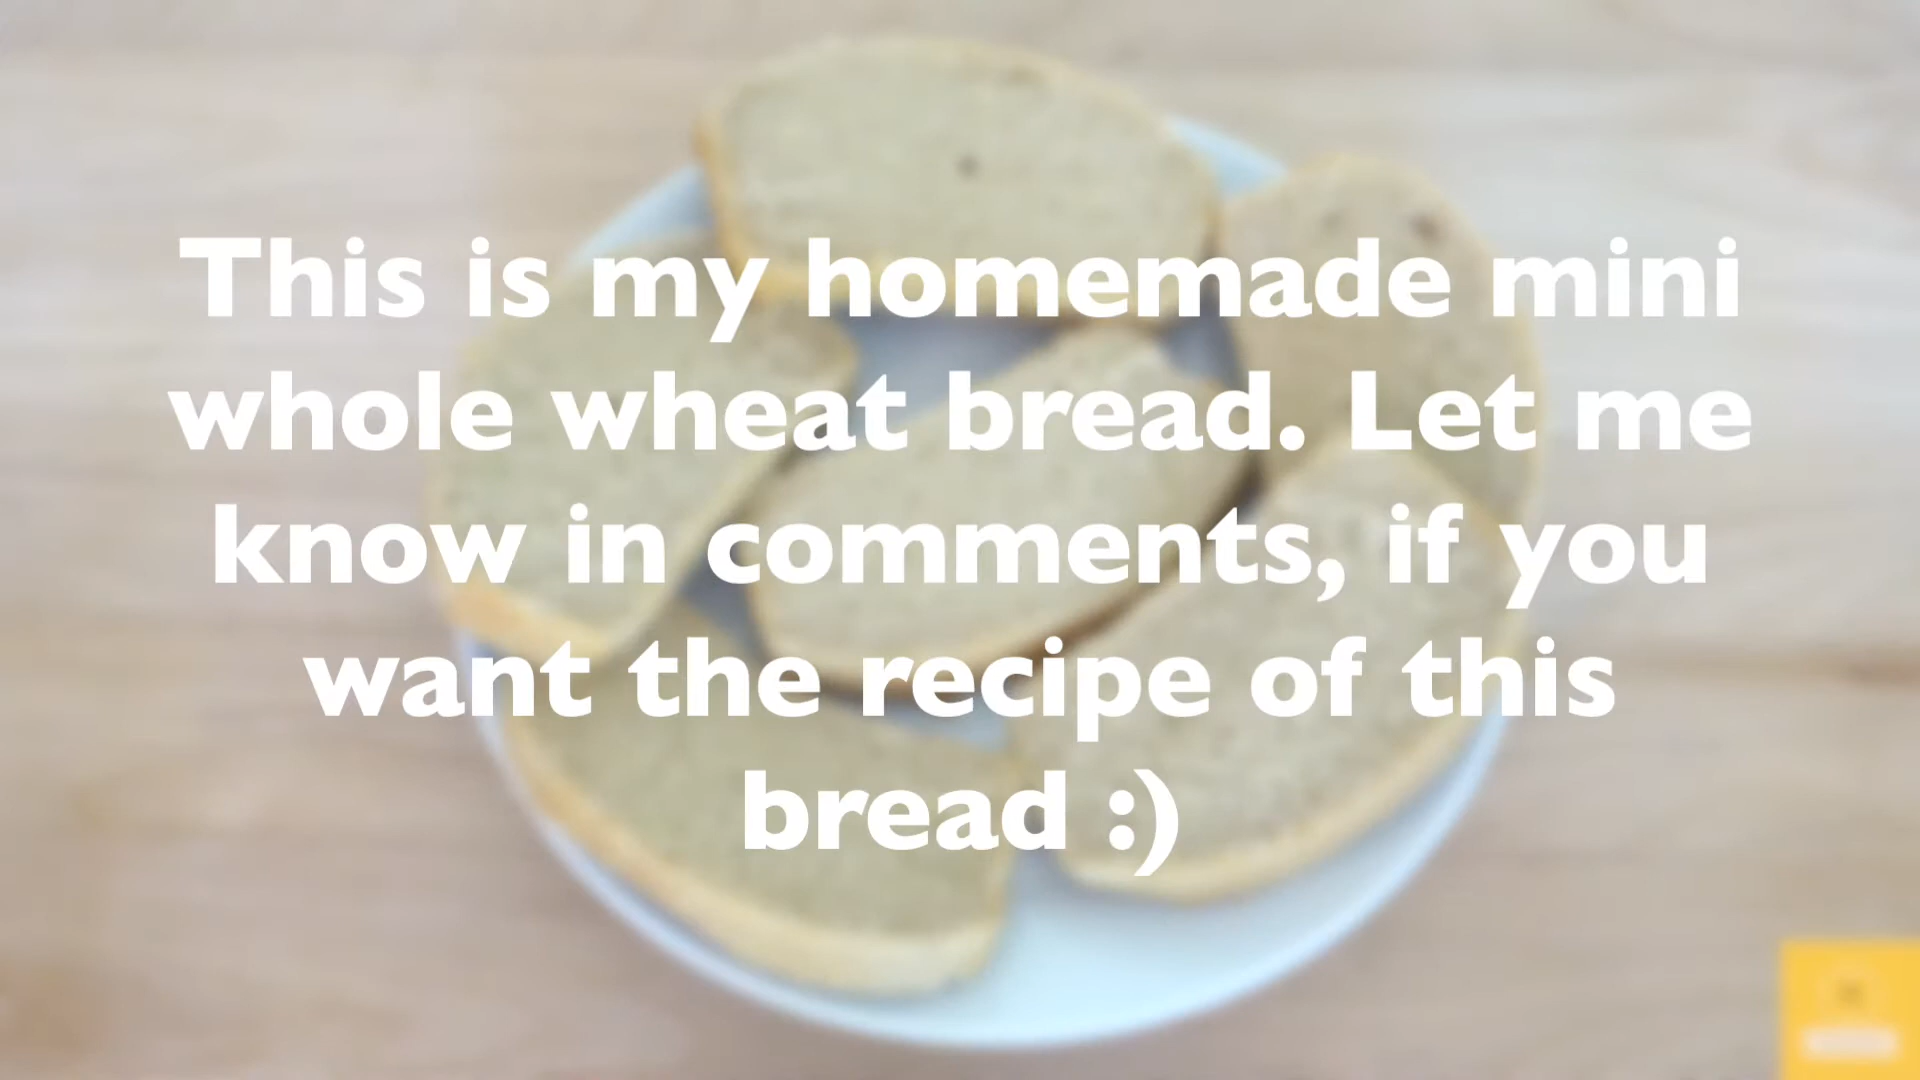 This is my homemade mini
whole wheat bread. Let me
know in comments, if you
want the recipe of this
bread :)